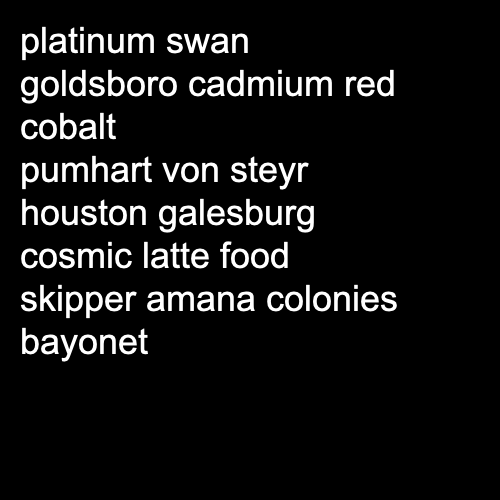 platinum swan
goldsboro cadmium red
cobalt
pumhart von steyr
houston galesburg
cosmic latte food
skipper amana colonies
bayonet